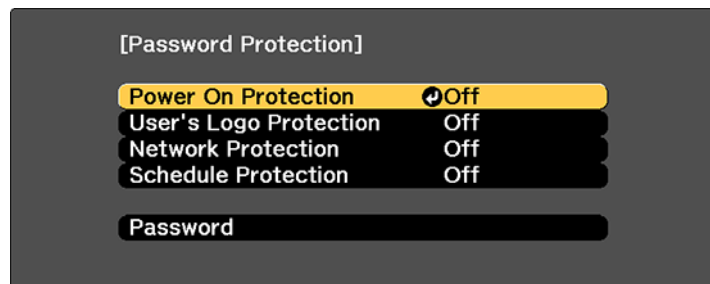 [Password Protection]
Power On Protection Off
User's Logo Protection Off
Network Protection Off
Schedule Protection Off
Password